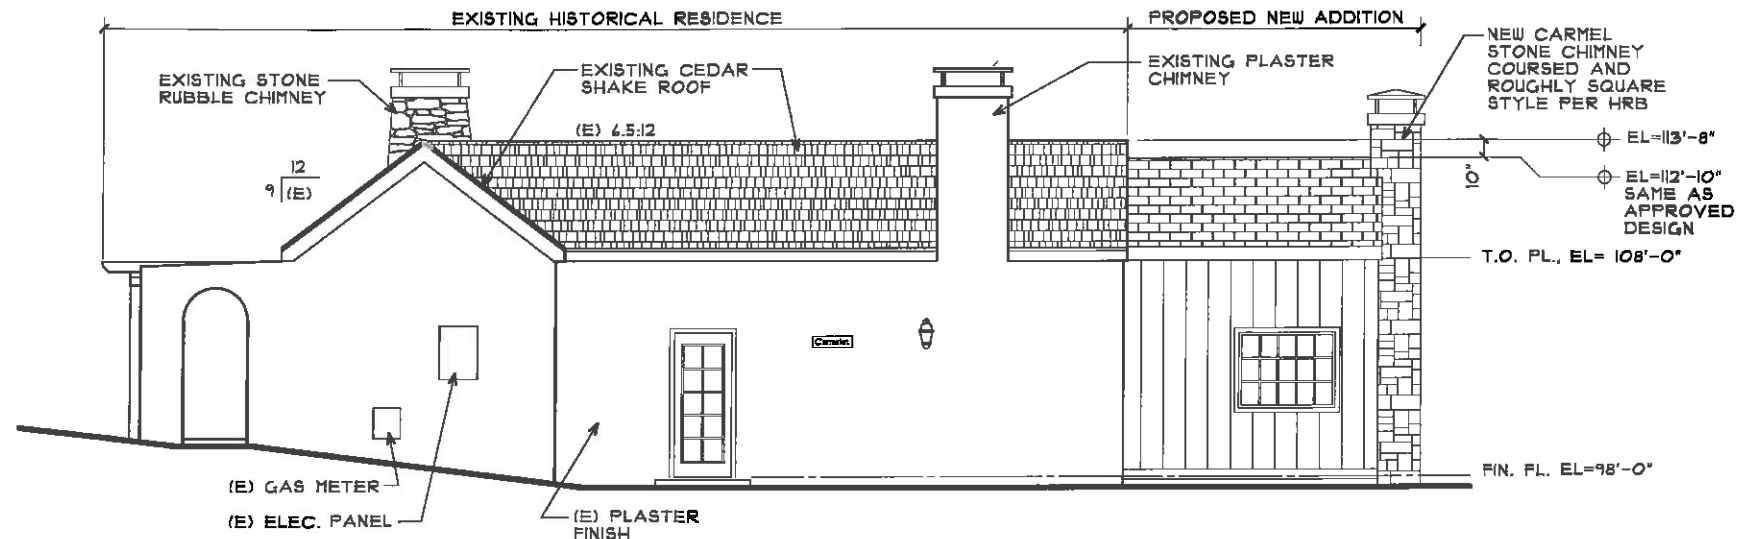 EXISTING HISTORICAL RESIDENCE
PROPOSED NEW ADDITION
EXISTING STONE
RUBBLE CHIMNEY
EXISTING CEDAR
SHAKE ROOF
EXISTING PLASTER
CHIMNEY
NEW CARMEL
STONE CHIMNEY
COURSED AND
ROUGHLY SQUARE
STYLE PER HRB
(E) 6.5:12
12
9 (E)
10"
EL=113'-8"
EL=112'-10"
SAME AS
APPROVED
DESIGN
T.O. PL., EL= 108'-0"
FIN. FL. EL=98'-0"
(E) GAS METER
(E) ELEC. PANEL
(E) PLASTER
FINISH